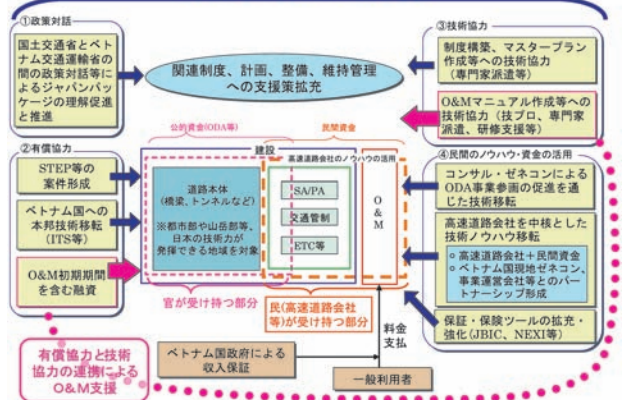 ①政策対話
国土交通省とベト
ナム交通運輸省の
間の政策対話等に
よるジャパンパッ
ケージの理解促進
と推進
関連制度、計画、整備、維持管理
への支援策拡充
③技術協力
制度構築、マスタープラン
作成等への技術協力
(専門家派遣等)
O&Mマニュアル作成等への
技術協力(技プロ、専門家
派遣、研修支援等)
②有償協力
STEP等の
案件形成
ベトナム国への
本邦技術移転
(ITS等)
O&M初期期間
を含む融資
公的資金(ODA等)
民間資金
建設
高速道路会社のノウハウの活用
道路本体
(橋梁、トンネルなど)
※都市部や山岳部等、
日本の技術力が
発揮できる地域を対象
SA/PA
交通管制
ETC等
O&M
官が受け持つ部分
民(高速道路会社
等)が受け持つ部分
④民間のノウハウ・資金の活用
コンサル・ゼネコンによる
ODA事業参画の促進を通
じた技術移転
高速道路会社を中核とした
技術ノウハウ移転
○ 高速道路会社+民間資金
○ ベトナム国現地ゼネコン、
事業運営会社等とのパー
トナーシップ形成
保証・保険ツールの拡充・
強化(JBIC、NEXI等)
有償協力と技術
協力の連携による
O&M支援
ベトナム国政府による
収入保証
料金
支払
一般利用者